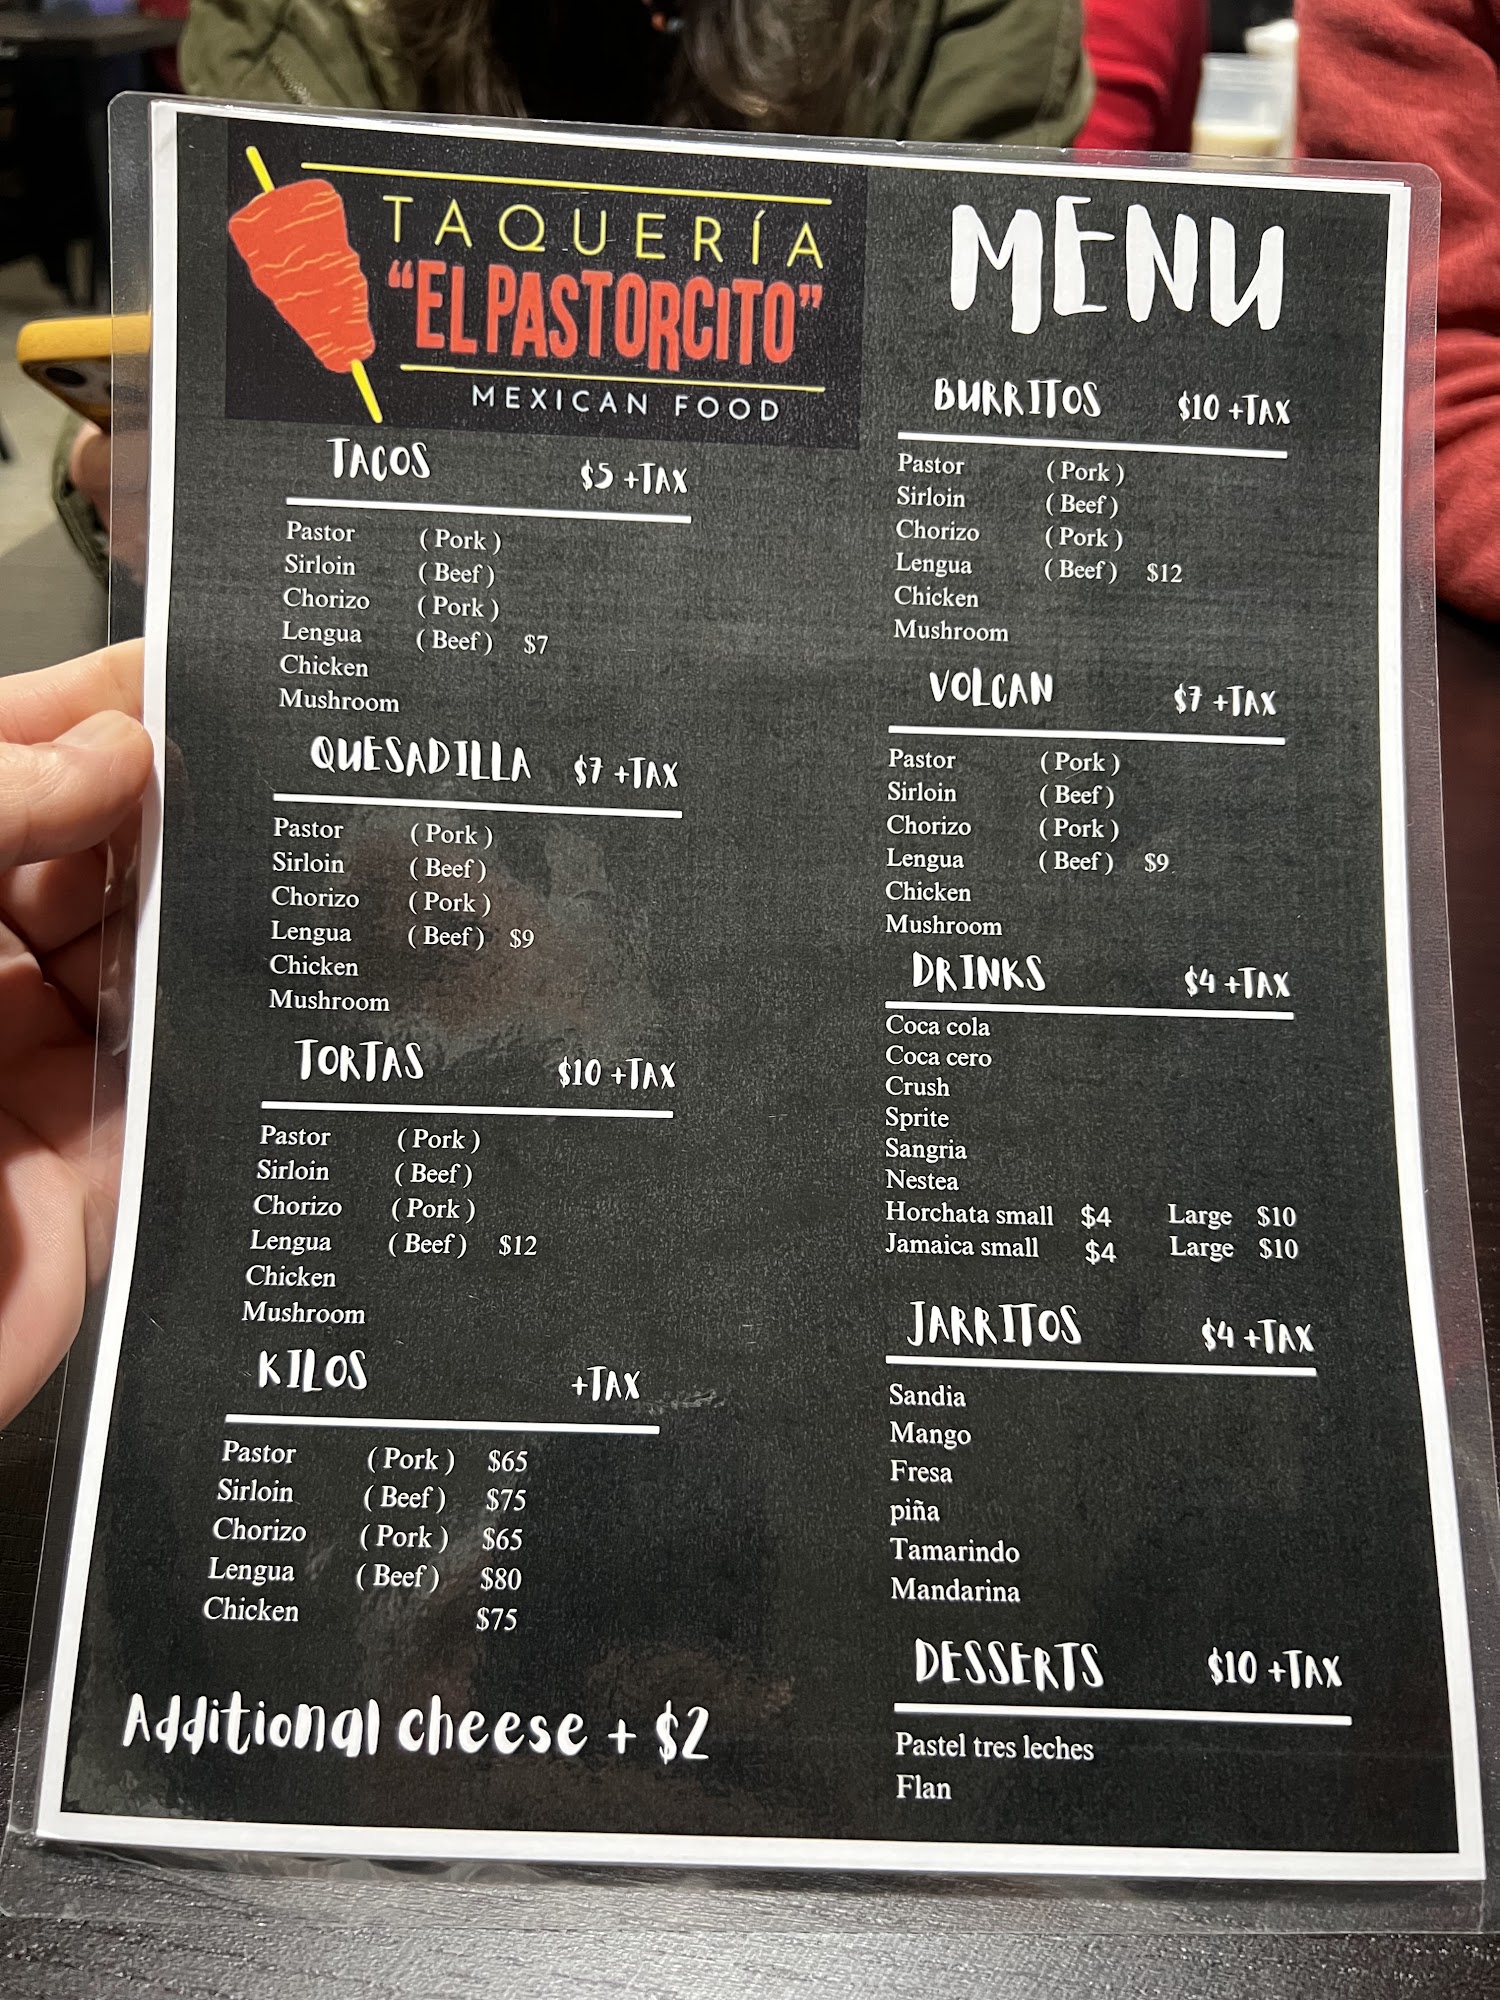 TAQUERÍA
"EL PASTORCITO"
MEXICAN FOOD
MENU
TACOS $5 +TAX
Pastor ( Pork )
Sirloin ( Beef )
Chorizo ( Pork )
Lengua ( Beef ) $7
Chicken
Mushroom
QUESADILLA $7 +TAX
Pastor ( Pork )
Sirloin ( Beef )
Chorizo ( Pork )
Lengua ( Beef ) $9
Chicken
Mushroom
TORTAS $10 +TAX
Pastor ( Pork )
Sirloin ( Beef )
Chorizo ( Pork )
Lengua ( Beef ) $12
Chicken
Mushroom
KILOS +TAX
Pastor ( Pork ) $65
Sirloin ( Beef ) $75
Chorizo ( Pork ) $65
Lengua ( Beef ) $80
Chicken $75
Additional cheese + $2
BURRITOS $10 +TAX
Pastor ( Pork )
Sirloin ( Beef )
Chorizo ( Pork )
Lengua ( Beef ) $12
Chicken
Mushroom
VOLCAN $7 +TAX
Pastor ( Pork )
Sirloin ( Beef )
Chorizo ( Pork )
Lengua ( Beef ) $9
Chicken
Mushroom
DRINKS $4 +TAX
Coca cola
Coca cero
Crush
Sprite
Sangria
Nestea
Horchata small $4 Large $10
Jamaica small $4 Large $10
JARRITOS $4 +TAX
Sandia
Mango
Fresa
piña
Tamarindo
Mandarina
DESSERTS $10 +TAX
Pastel tres leches
Flan